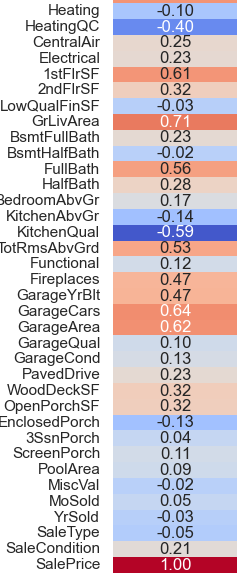 Heating -0.10
HeatingQC -0.40
CentralAir 0.25
Electrical 0.23
1stFlrSF 0.61
2ndFlrSF 0.32
LowQualFinSF -0.03
GrLivArea 0.71
BsmtFullBath 0.23
BsmtHalfBath -0.02
FullBath 0.56
HalfBath 0.28
BedroomAbvGr 0.17
KitchenAbvGr -0.14
KitchenQual -0.59
TotRmsAbvGrd 0.53
Functional 0.12
Fireplaces 0.47
GarageYrBlt 0.47
GarageCars 0.64
GarageArea 0.62
GarageQual 0.10
GarageCond 0.13
PavedDrive 0.23
WoodDeckSF 0.32
OpenPorchSF 0.32
EnclosedPorch -0.13
3SsnPorch 0.04
ScreenPorch 0.11
PoolArea 0.09
MiscVal -0.02
MoSold 0.05
YrSold -0.03
SaleType -0.05
SaleCondition 0.21
SalePrice 1.00